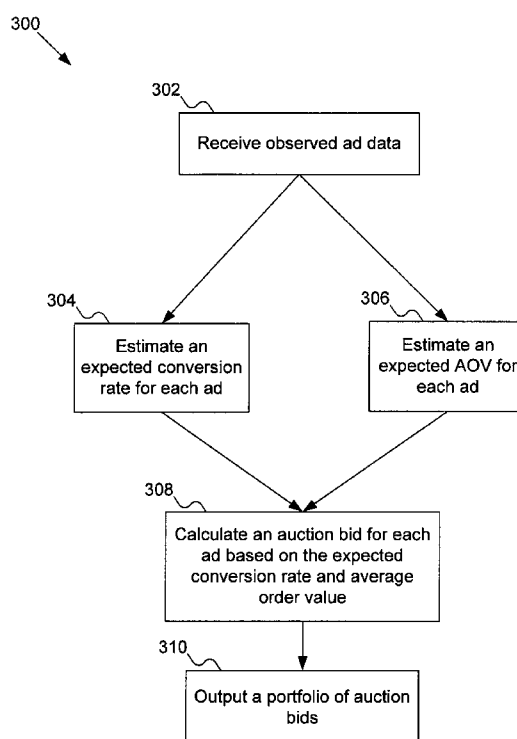 300
302
Receive observed ad data
304
Estimate an
expected conversion
rate for each ad
306
Estimate an
expected AOV for
each ad
308
Calculate an auction bid for each
ad based on the expected
conversion rate and average
order value
310
Output a portfolio of auction
bids